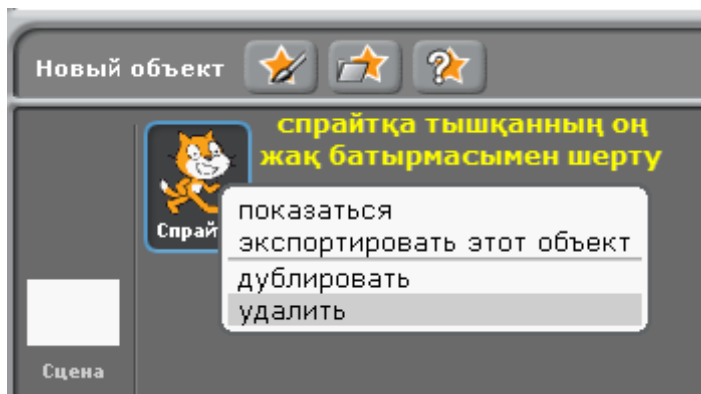 Новый объект
спрайтқа тышқанның оң
жақ батырмасымен шерту
Спрай
показаться
экспортировать этот объект
дублировать
удалить
Сцена